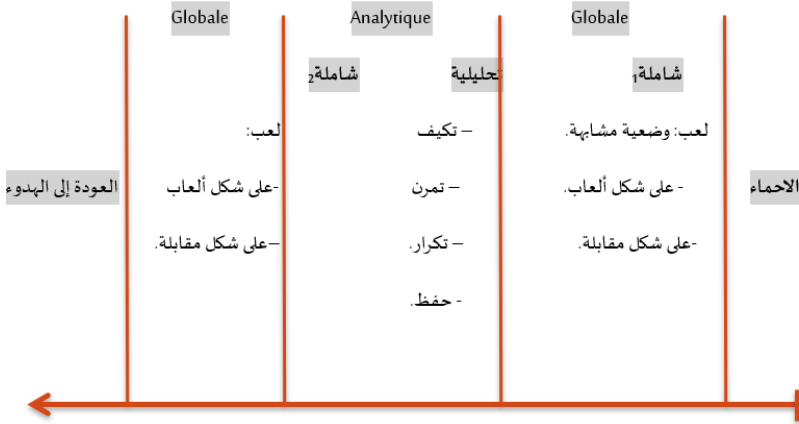 Globale Analytique Globale
شاملة1 تحليلية شاملة2
لعب: وضعية مشابهة. – تكيف لعب:
الاحماء - على شكل ألعاب. – تمرن -على شكل ألعاب العودة إلى الهدوء
-على شكل مقابلة. – تكرار. –على شكل مقابلة.
- حفظ.